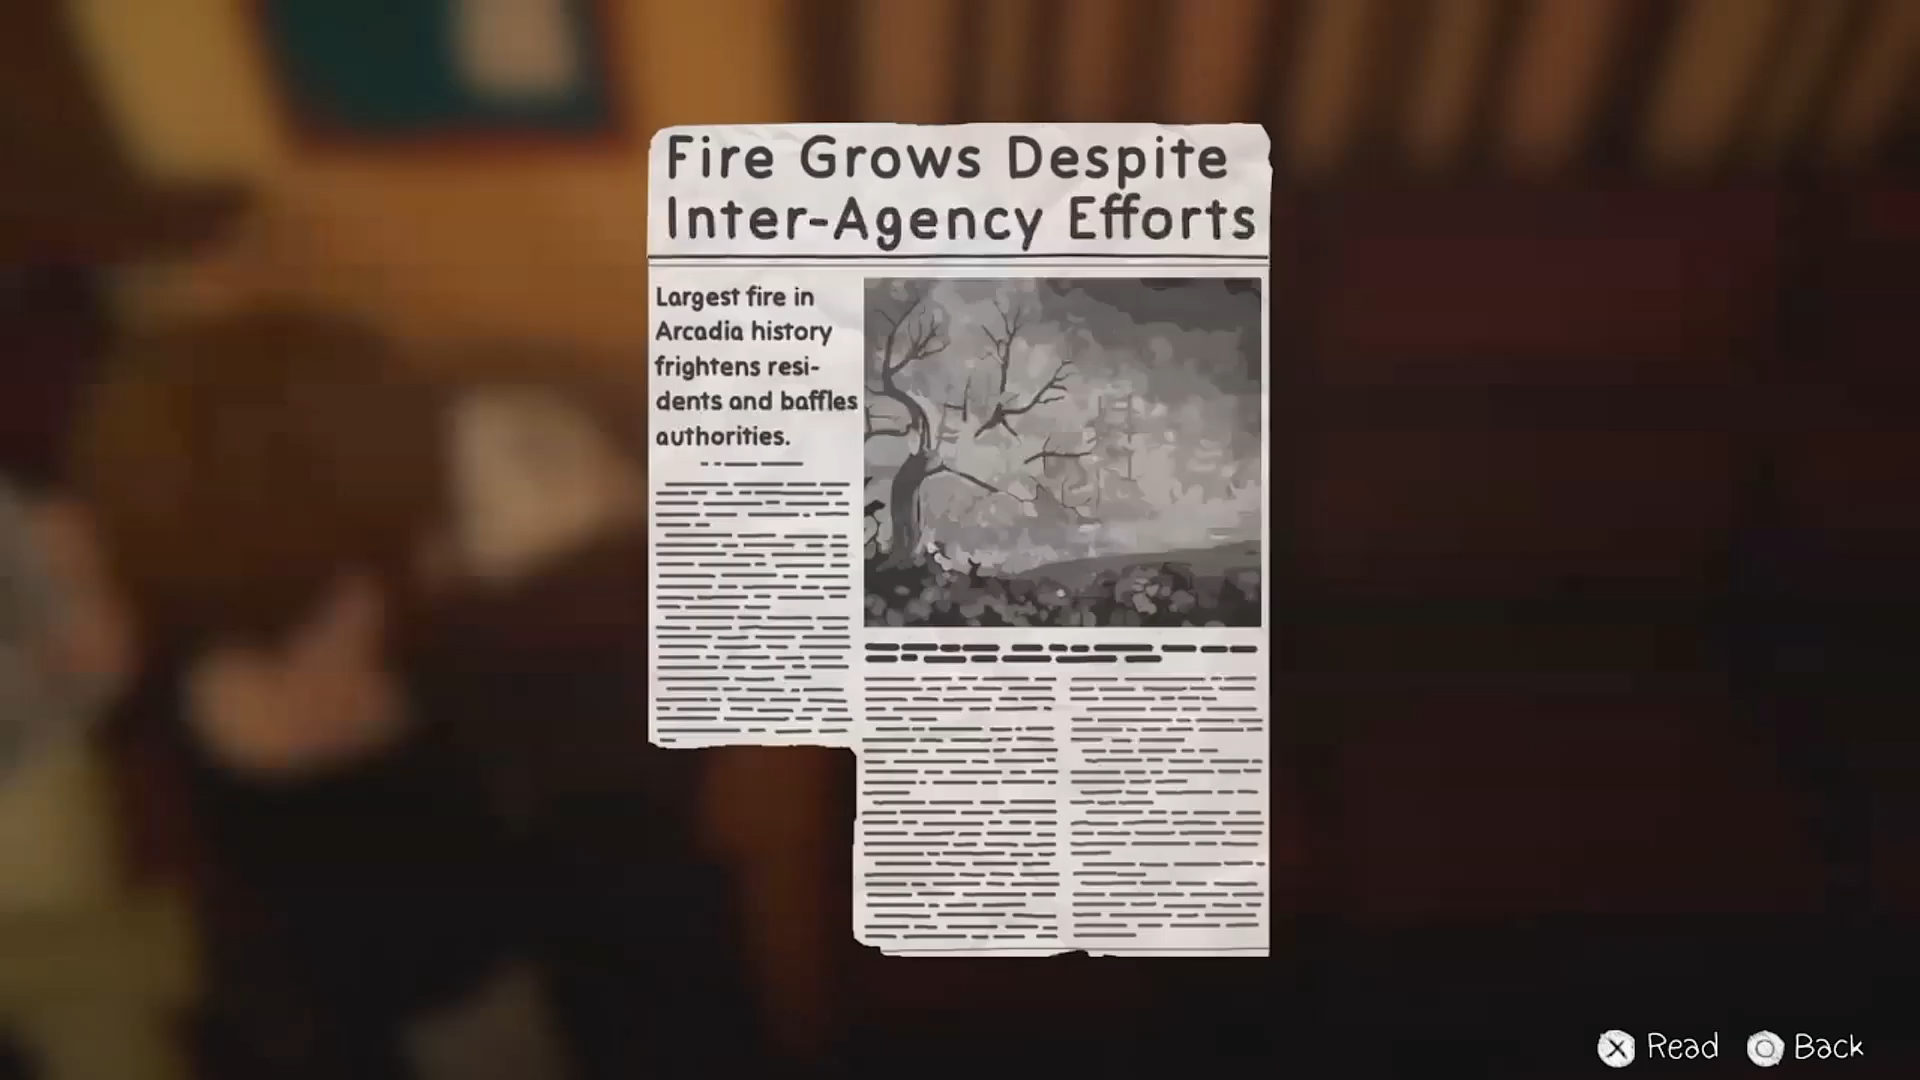 Fire Grows Despite
Inter-Agency Efforts
Largest fire in
Arcadia history
frightens resi-
dents and baffles
authorities.
Read
Back